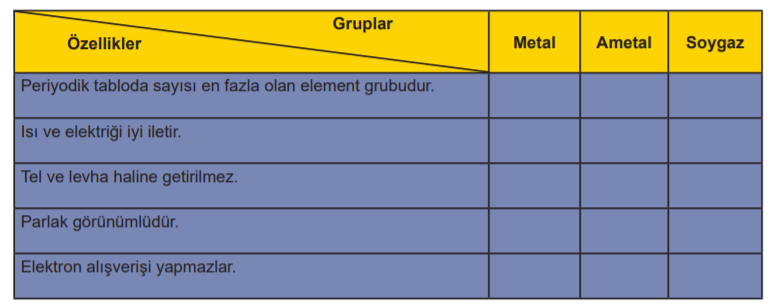 Gruplar
Özellikler
Metal
Ametal
Soygaz
Periyodik tabloda sayısı en fazla olan element grubudur.
Isı ve elektriği iyi iletir.
Tel ve levha haline getirilmez.
Parlak görünümlüdür.
Elektron alışverişi yapmazlar.